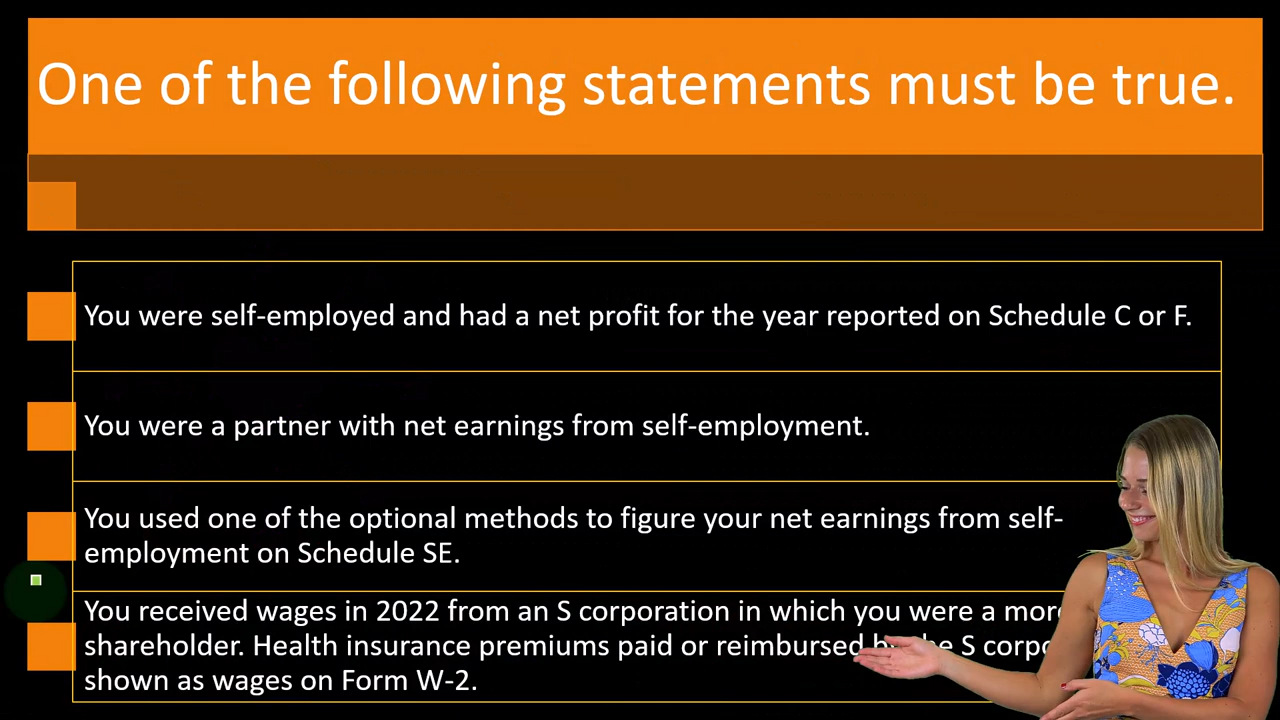 One of the following statements must be true.
You were self-employed and had a net profit for the year reported on Schedule C or F.
You were a partner with net earnings from self-employment.
You used one of the optional methods to figure your net earnings from self-
employment on Schedule SE.
You received wages in 2022 from an S corporation in which you were a more
shareholder. Health insurance premiums paid or reimbursed S
shown as wages on Form W-2.